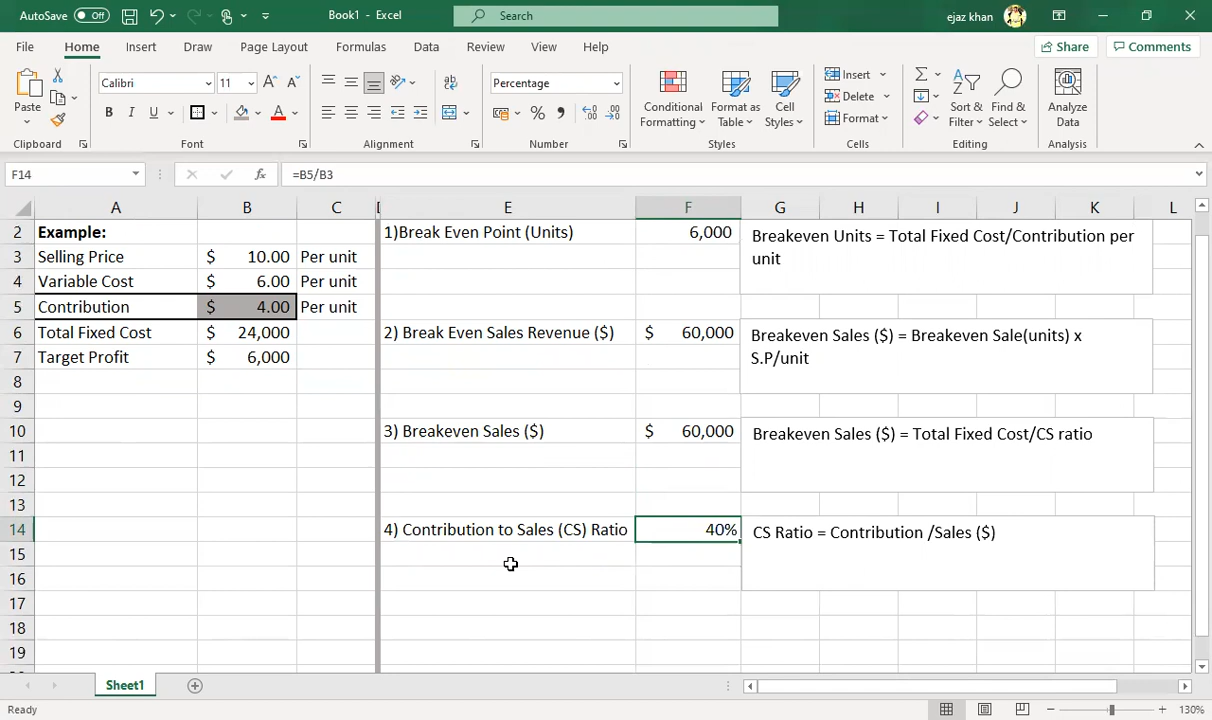 AutoSave Off Book1 - Excel Search ejaz khan
File Home Insert Draw Page Layout Formulas Data Review View Help Share Comments
Paste Calibri 11 A A ab Percentage Conditional Formatting Format as Table Cell Styles Insert Delete Format Sort & Filter Find & Select Analyze Data
B I U A $ % , .00
Clipboard Font Alignment Number Styles Cells Editing Analysis
F14 fx =B5/B3
A B C D E F G H I J K L
2 Example: 1)Break Even Point (Units) 6,000 Breakeven Units = Total Fixed Cost/Contribution per
unit
3 Selling Price $ 10.00 Per unit
4 Variable Cost $ 6.00 Per unit
5 Contribution $ 4.00 Per unit
6 Total Fixed Cost $ 24,000 2) Break Even Sales Revenue ($) $ 60,000 Breakeven Sales ($) = Breakeven Sale(units) x
S.P/unit
7 Target Profit $ 6,000
8
9
10 3) Breakeven Sales ($) $ 60,000 Breakeven Sales ($) = Total Fixed Cost/CS ratio
11
12
13
14 4) Contribution to Sales (CS) Ratio 40% CS Ratio = Contribution /Sales ($)
15
16
17
18
19
Sheet1
Ready 130%